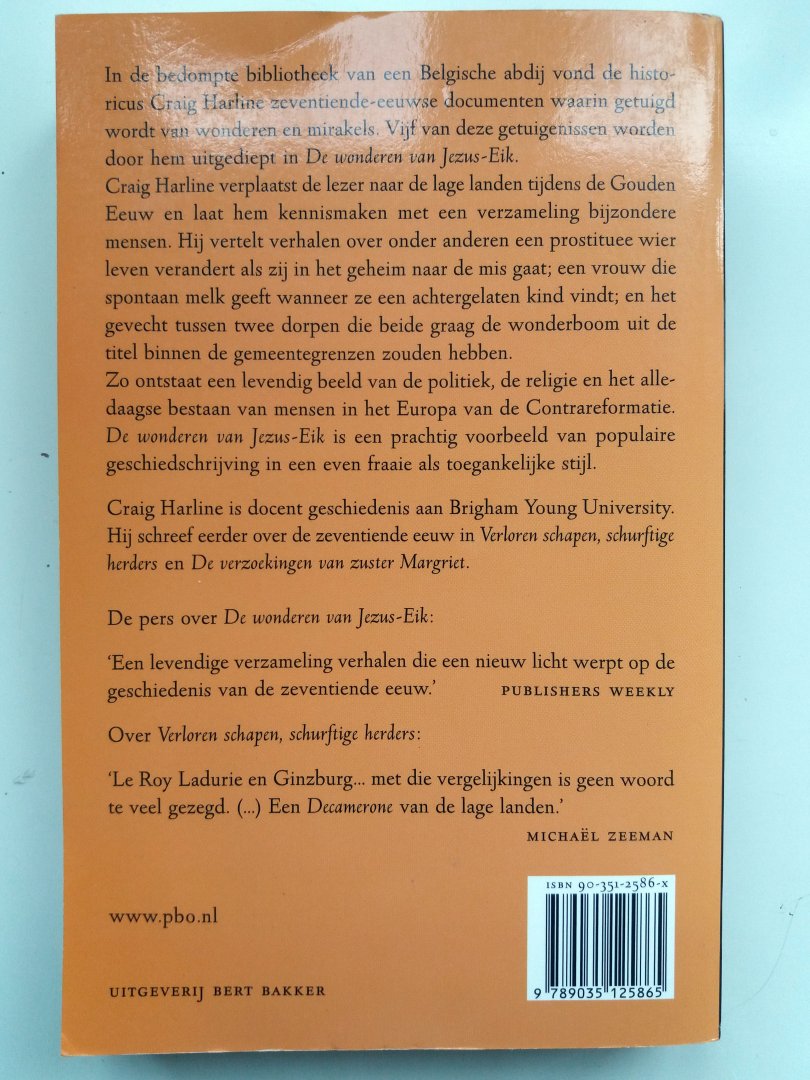 In de bedompte bibliotheek van een Belgische abdij vond de histo-
ricus Craig Harline zeventiende-eeuwse documenten waarin getuigd
wordt van wonderen en mirakels. Vijf van deze getuigenissen worden
door hem uitgediept in De wonderen van Jezus-Eik.
Craig Harline verplaatst de lezer naar de lage landen tijdens de Gouden
Eeuw en laat hem kennismaken met een verzameling bijzondere
mensen. Hij vertelt verhalen over onder anderen een prostituee wier
leven verandert als zij in het geheim naar de mis gaat; een vrouw die
spontaan melk geeft wanneer ze een achtergelaten kind vindt; en het
gevecht tussen twee dorpen die beide graag de wonderboom uit de
titel binnen de gemeentegrenzen zouden hebben.
Zo ontstaat een levendig beeld van de politiek, de religie en het alle-
daagse bestaan van mensen in het Europa van de Contrareformatie.
De wonderen van Jezus-Eik is een prachtig voorbeeld van populaire
geschiedschrijving in een even fraaie als toegankelijke stijl.
Craig Harline is docent geschiedenis aan Brigham Young University.
Hij schreef eerder over de zeventiende eeuw in Verloren schapen, schurftige
herders en De verzoekingen van zuster Margriet.
De pers over De wonderen van Jezus-Eik:
‘Een levendige verzameling verhalen die een nieuw licht werpt op de
geschiedenis van de zeventiende eeuw.’ PUBLISHERS WEEKLY
Over Verloren schapen, schurftige herders:
‘Le Roy Ladurie en Ginzburg... met die vergelijkingen is geen woord
te veel gezegd. (...) Een Decamerone van de lage landen.’
MICHAËL ZEEMAN
ISBN 90-351-2586-x
www.pbo.nl
9 789035 125865
UITGEVERIJ BERT BAKKER